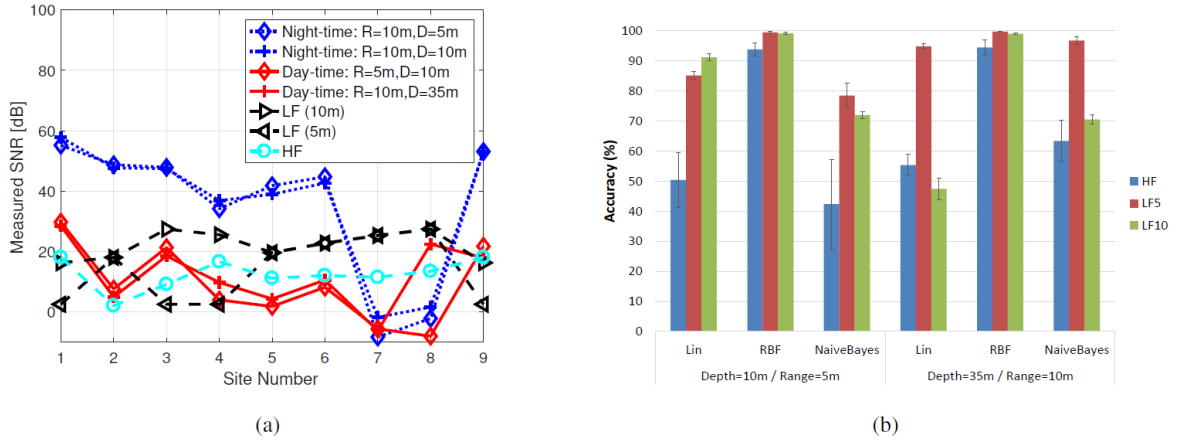 100
80
60
40
20
0
Measured SNR [dB]
1 2 3 4 5 6 7 8 9
Site Number
Night-time: R=10m,D=5m
Night-time: R=10m,D=10m
Day-time: R=5m,D=10m
Day-time: R=10m,D=35m
LF (10m)
LF (5m)
HF
(a)
100
90
80
70
60
50
40
30
20
10
0
Accuracy (%)
Lin RBF NaiveBayes Lin RBF NaiveBayes
Depth=10m / Range=5m Depth=35m / Range=10m
HF
LF5
LF10
(b)